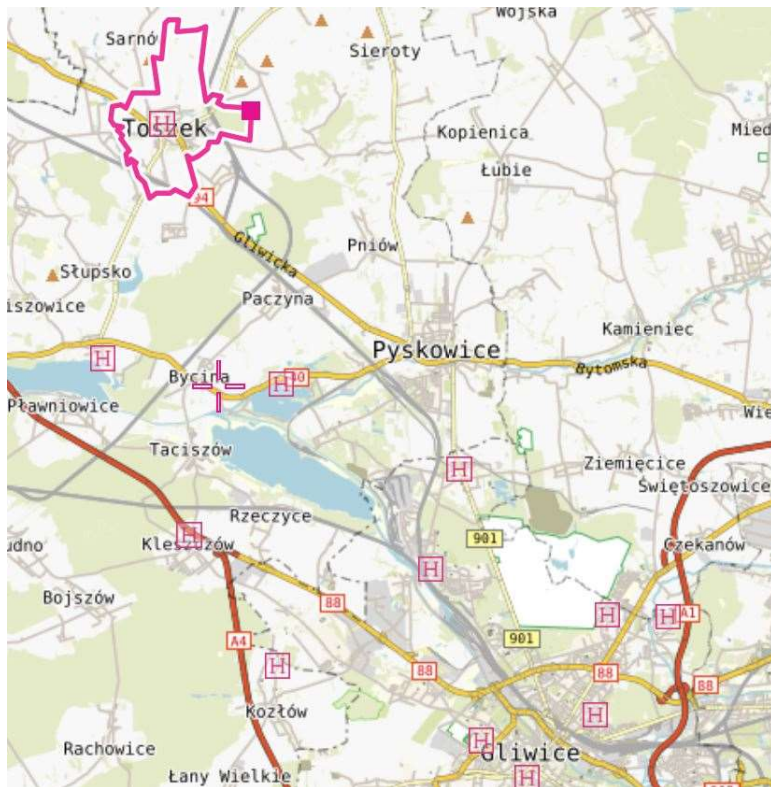 Wojska
Sarnów
Sieroty
Toszek
H
Kopienica
Mied
Łubie
94
Gliwicka
Pniów
Słupsko
Paczyna
iszowice
Kamieniec
Pyskowice
H
Bytomska
Bycina
H
40
Pławniowice
Wie
Taciszów
H
Ziemięcice
Świętoszowice
Rzeczyce
H
901
udno
Kleszczów
Czekanów
H
Bojszów
88
H
H
A1
A4
901
H
88
88
88
Kozłów
H
Rachowice
H
Gliwice
Łany Wielkie
H